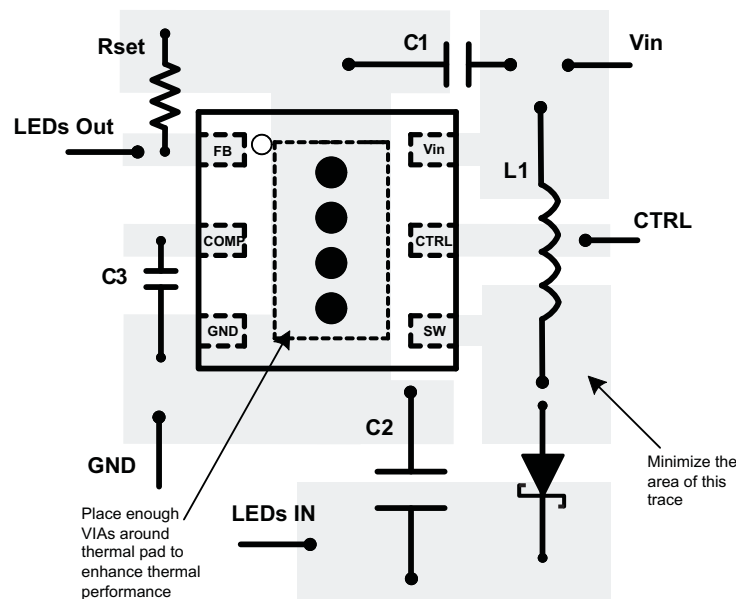 C1
Rset
Vin
LEDs Out
FB
Vin
L1
COMP
CTRL
CTRL
C3
GND
SW
C2
GND
Minimize the
area of this
trace
Place enough
VIAs around
thermal pad to
enhance thermal
performance
LEDs IN